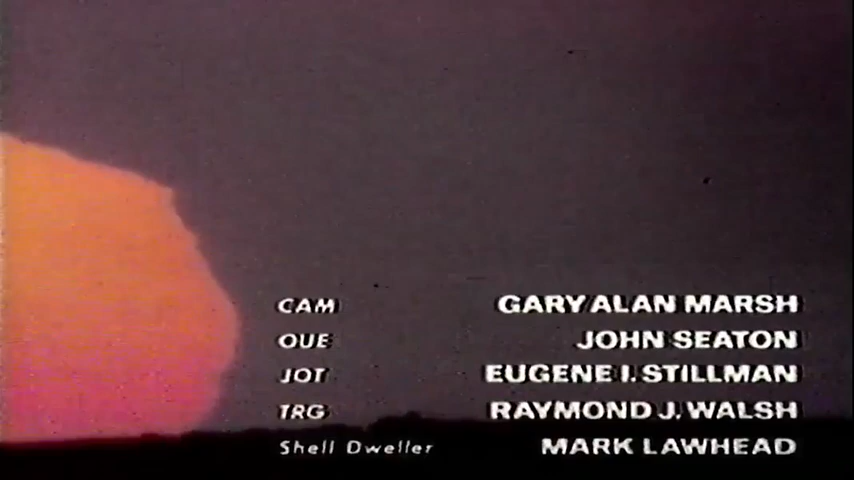 CAM GARY ALAN MARSH
OUE JOHN SEATON
JOT EUGENE I. STILLMAN
TRG RAYMOND J. WALSH
Shell Dweller MARK LAWHEAD